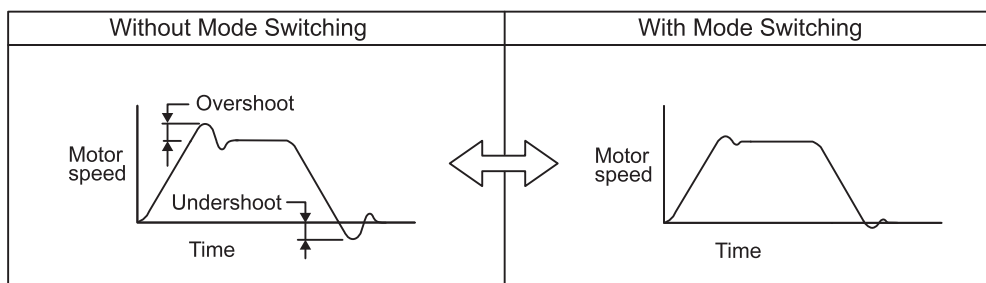 Without Mode Switching
With Mode Switching
Overshoot
Motor
speed
Undershoot
Time
Motor
speed
Time